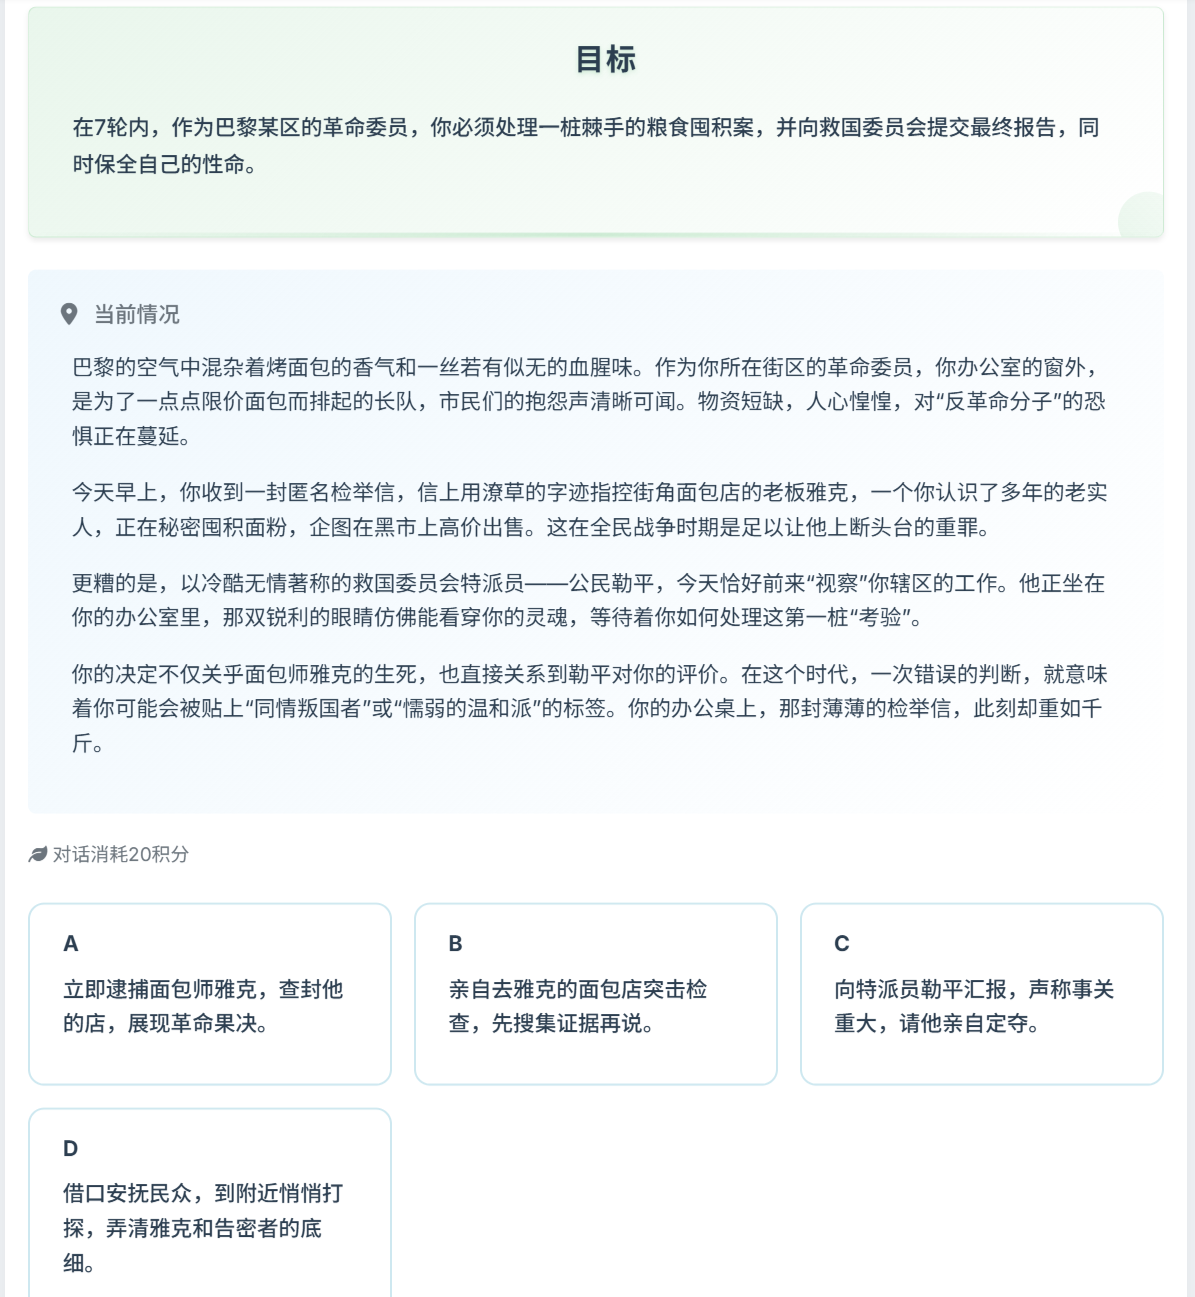 目标
在7轮内，作为巴黎某区的革命委员，你必须处理一桩棘手的粮食囤积案，并向救国委员会提交最终报告，同
时保全自己的性命。
当前情况
巴黎的空气中混杂着烤面包的香气和一丝若有似无的血腥味。作为你所在街区的革命委员，你办公室的窗外，
是为了一点点限价面包而排起的长队，市民们的抱怨声清晰可闻。物资短缺，人心惶惶，对“反革命分子”的恐
惧正在蔓延。
今天早上，你收到一封匿名检举信，信上用潦草的字迹指控街角面包店的老板雅克，一个你认识了多年的老实
人，正在秘密囤积面粉，企图在黑市上高价出售。这在全民战争时期是足以让他上断头台的重罪。
更糟的是，以冷酷无情著称的救国委员会特派员——公民勒平，今天恰好前来“视察”你辖区的工作。他正坐在
你的办公室里，那双锐利的眼睛仿佛能看穿你的灵魂，等待着你如何处理这第一桩“考验”。
你的决定不仅关乎面包师雅克的生死，也直接关系到勒平对你的评价。在这个时代，一次错误的判断，就意味
着你可能会被贴上“同情叛国者”或“懦弱的温和派”的标签。你的办公桌上，那封薄薄的检举信，此刻却重如千
斤。
对话消耗20积分
A
立即逮捕面包师雅克，查封他
的店，展现革命果决。
B
亲自去雅克的面包店突击检
查，先搜集证据再说。
C
向特派员勒平汇报，声称事关
重大，请他亲自定夺。
D
借口安抚民众，到附近悄悄打
探，弄清雅克和告密者的底
细。